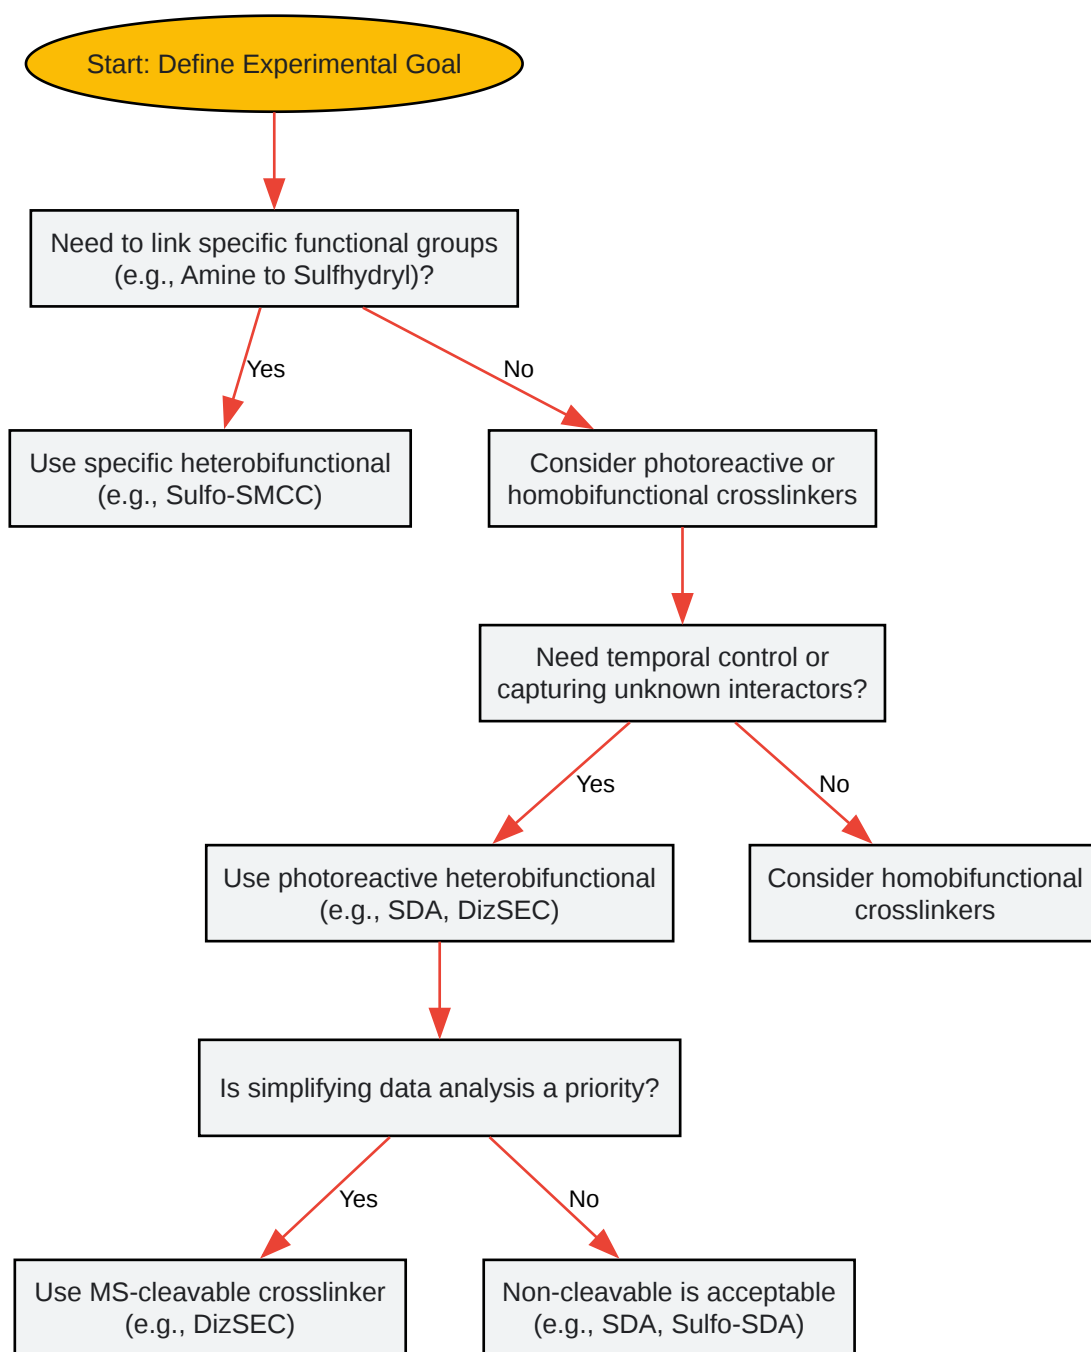 Start: Define Experimental Goal
Need to link specific functional groups
(e.g., Amine to Sulfhydryl)?
Yes
No
Use specific heterobifunctional
(e.g., Sulfo-SMCC)
Consider photoreactive or
homobifunctional crosslinkers
Need temporal control or
capturing unknown interactors?
Yes
No
Use photoreactive heterobifunctional
(e.g., SDA, DizSEC)
Consider homobifunctional
crosslinkers
Is simplifying data analysis a priority?
Yes
No
Use MS-cleavable crosslinker
(e.g., DizSEC)
Non-cleavable is acceptable
(e.g., SDA, Sulfo-SDA)